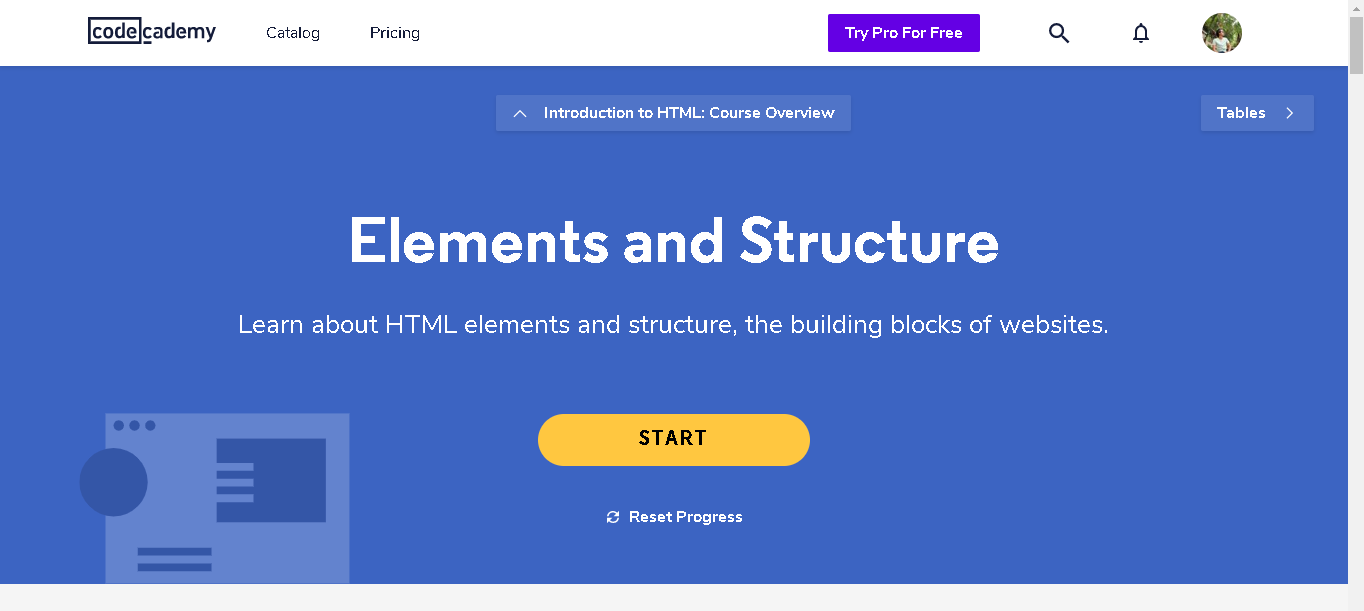 codecademy Catalog Pricing Try Pro For Free
Introduction to HTML: Course Overview Tables
Elements and Structure
Learn about HTML elements and structure, the building blocks of websites.
START
Reset Progress